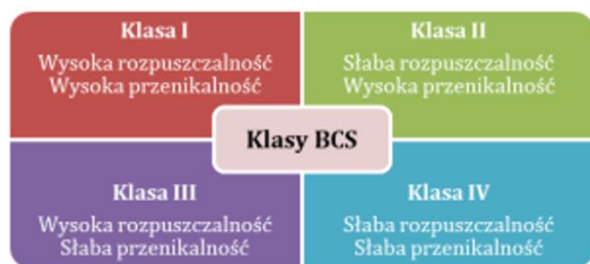 Klasa I
Wysoka rozpuszczalność
Wysoka przenikalność
Klasa II
Słaba rozpuszczalność
Wysoka przenikalność
Klasy BCS
Klasa III
Wysoka rozpuszczalność
Słaba przenikalność
Klasa IV
Słaba rozpuszczalność
Słaba przenikalność